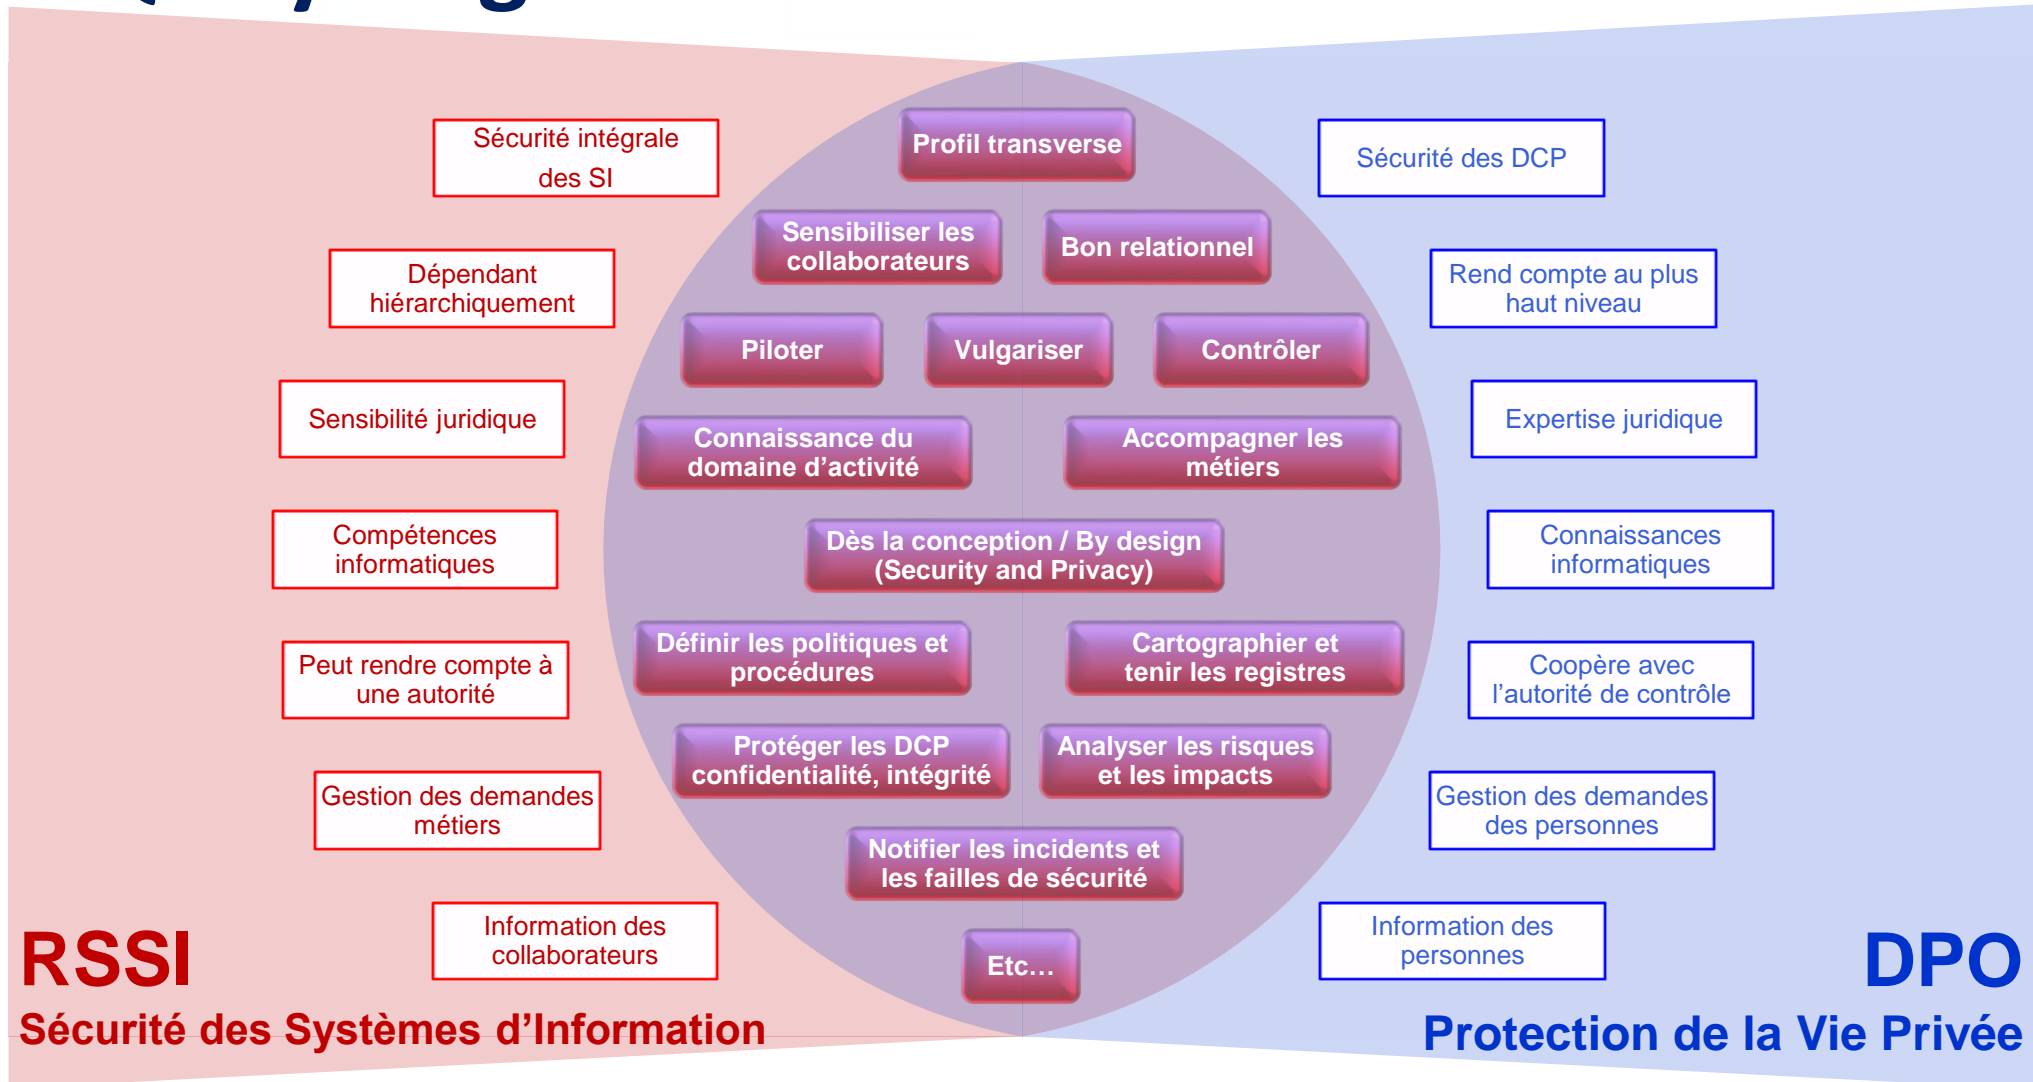 Profil transverse
Sécurité intégrale
des SI
Sécurité des DCP
Sensibiliser les
collaborateurs
Bon relationnel
Dépendant
hiérarchiquement
Rend compte au plus
haut niveau
Piloter
Vulgariser
Contrôler
Sensibilité juridique
Connaissance du
domaine d’activité
Accompagner les
métiers
Expertise juridique
Compétences
informatiques
Dès la conception / By design
(Security and Privacy)
Connaissances
informatiques
Peut rendre compte à
une autorité
Définir les politiques et
procédures
Cartographier et
tenir les registres
Coopère avec
l’autorité de contrôle
Protéger les DCP
confidentialité, intégrité
Analyser les risques
et les impacts
Gestion des demandes
métiers
Gestion des demandes
des personnes
Notifier les incidents et
les failles de sécurité
Information des
collaborateurs
Etc…
Information des
personnes
RSSI
Sécurité des Systèmes d’Information
DPO
Protection de la Vie Privée